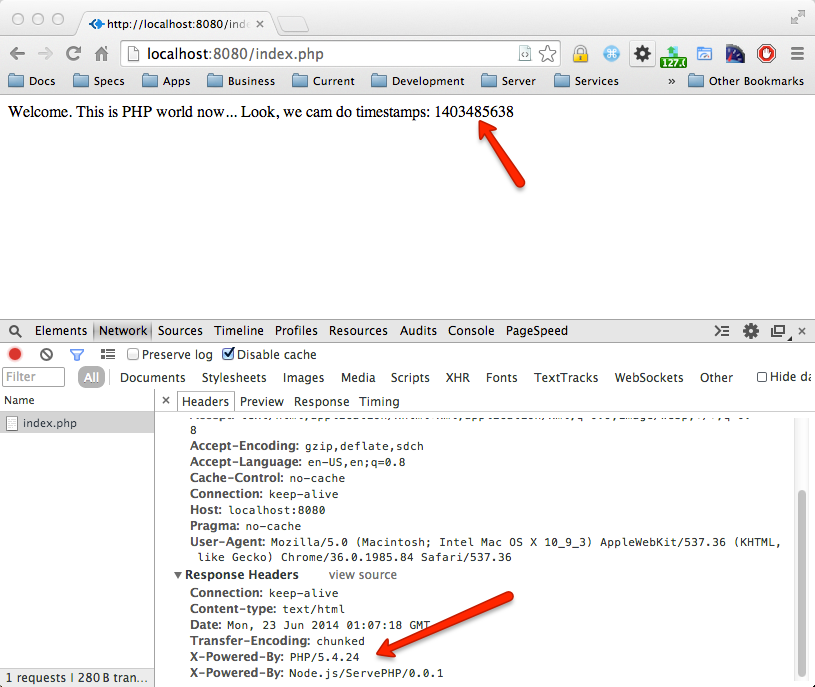 http://localhost:8080/inde
localhost:8080/index.php
127.0
Docs Specs Apps Business Current Development Server Services » Other Bookmarks
Welcome. This is PHP world now... Look, we cam do timestamps: 1403485638
Elements Network Sources Timeline Profiles Resources Audits Console PageSpeed
Preserve log Disable cache
Filter All Documents Stylesheets Images Media Scripts XHR Fonts TextTracks WebSockets Other Hide da
Name × Headers Preview Response Timing
index.php
8
Accept-Encoding: gzip,deflate,sdch
Accept-Language: en-US,en;q=0.8
Cache-Control: no-cache
Connection: keep-alive
Host: localhost:8080
Pragma: no-cache
User-Agent: Mozilla/5.0 (Macintosh; Intel Mac OS X 10_9_3) AppleWebKit/537.36 (KHTML,
like Gecko) Chrome/36.0.1985.84 Safari/537.36
Response Headers view source
Connection: keep-alive
Content-type: text/html
Date: Mon, 23 Jun 2014 01:07:18 GMT
Transfer-Encoding: chunked
X-Powered-By: PHP/5.4.24
X-Powered-By: Node.js/ServePHP/0.0.1
1 requests | 280 B tran...